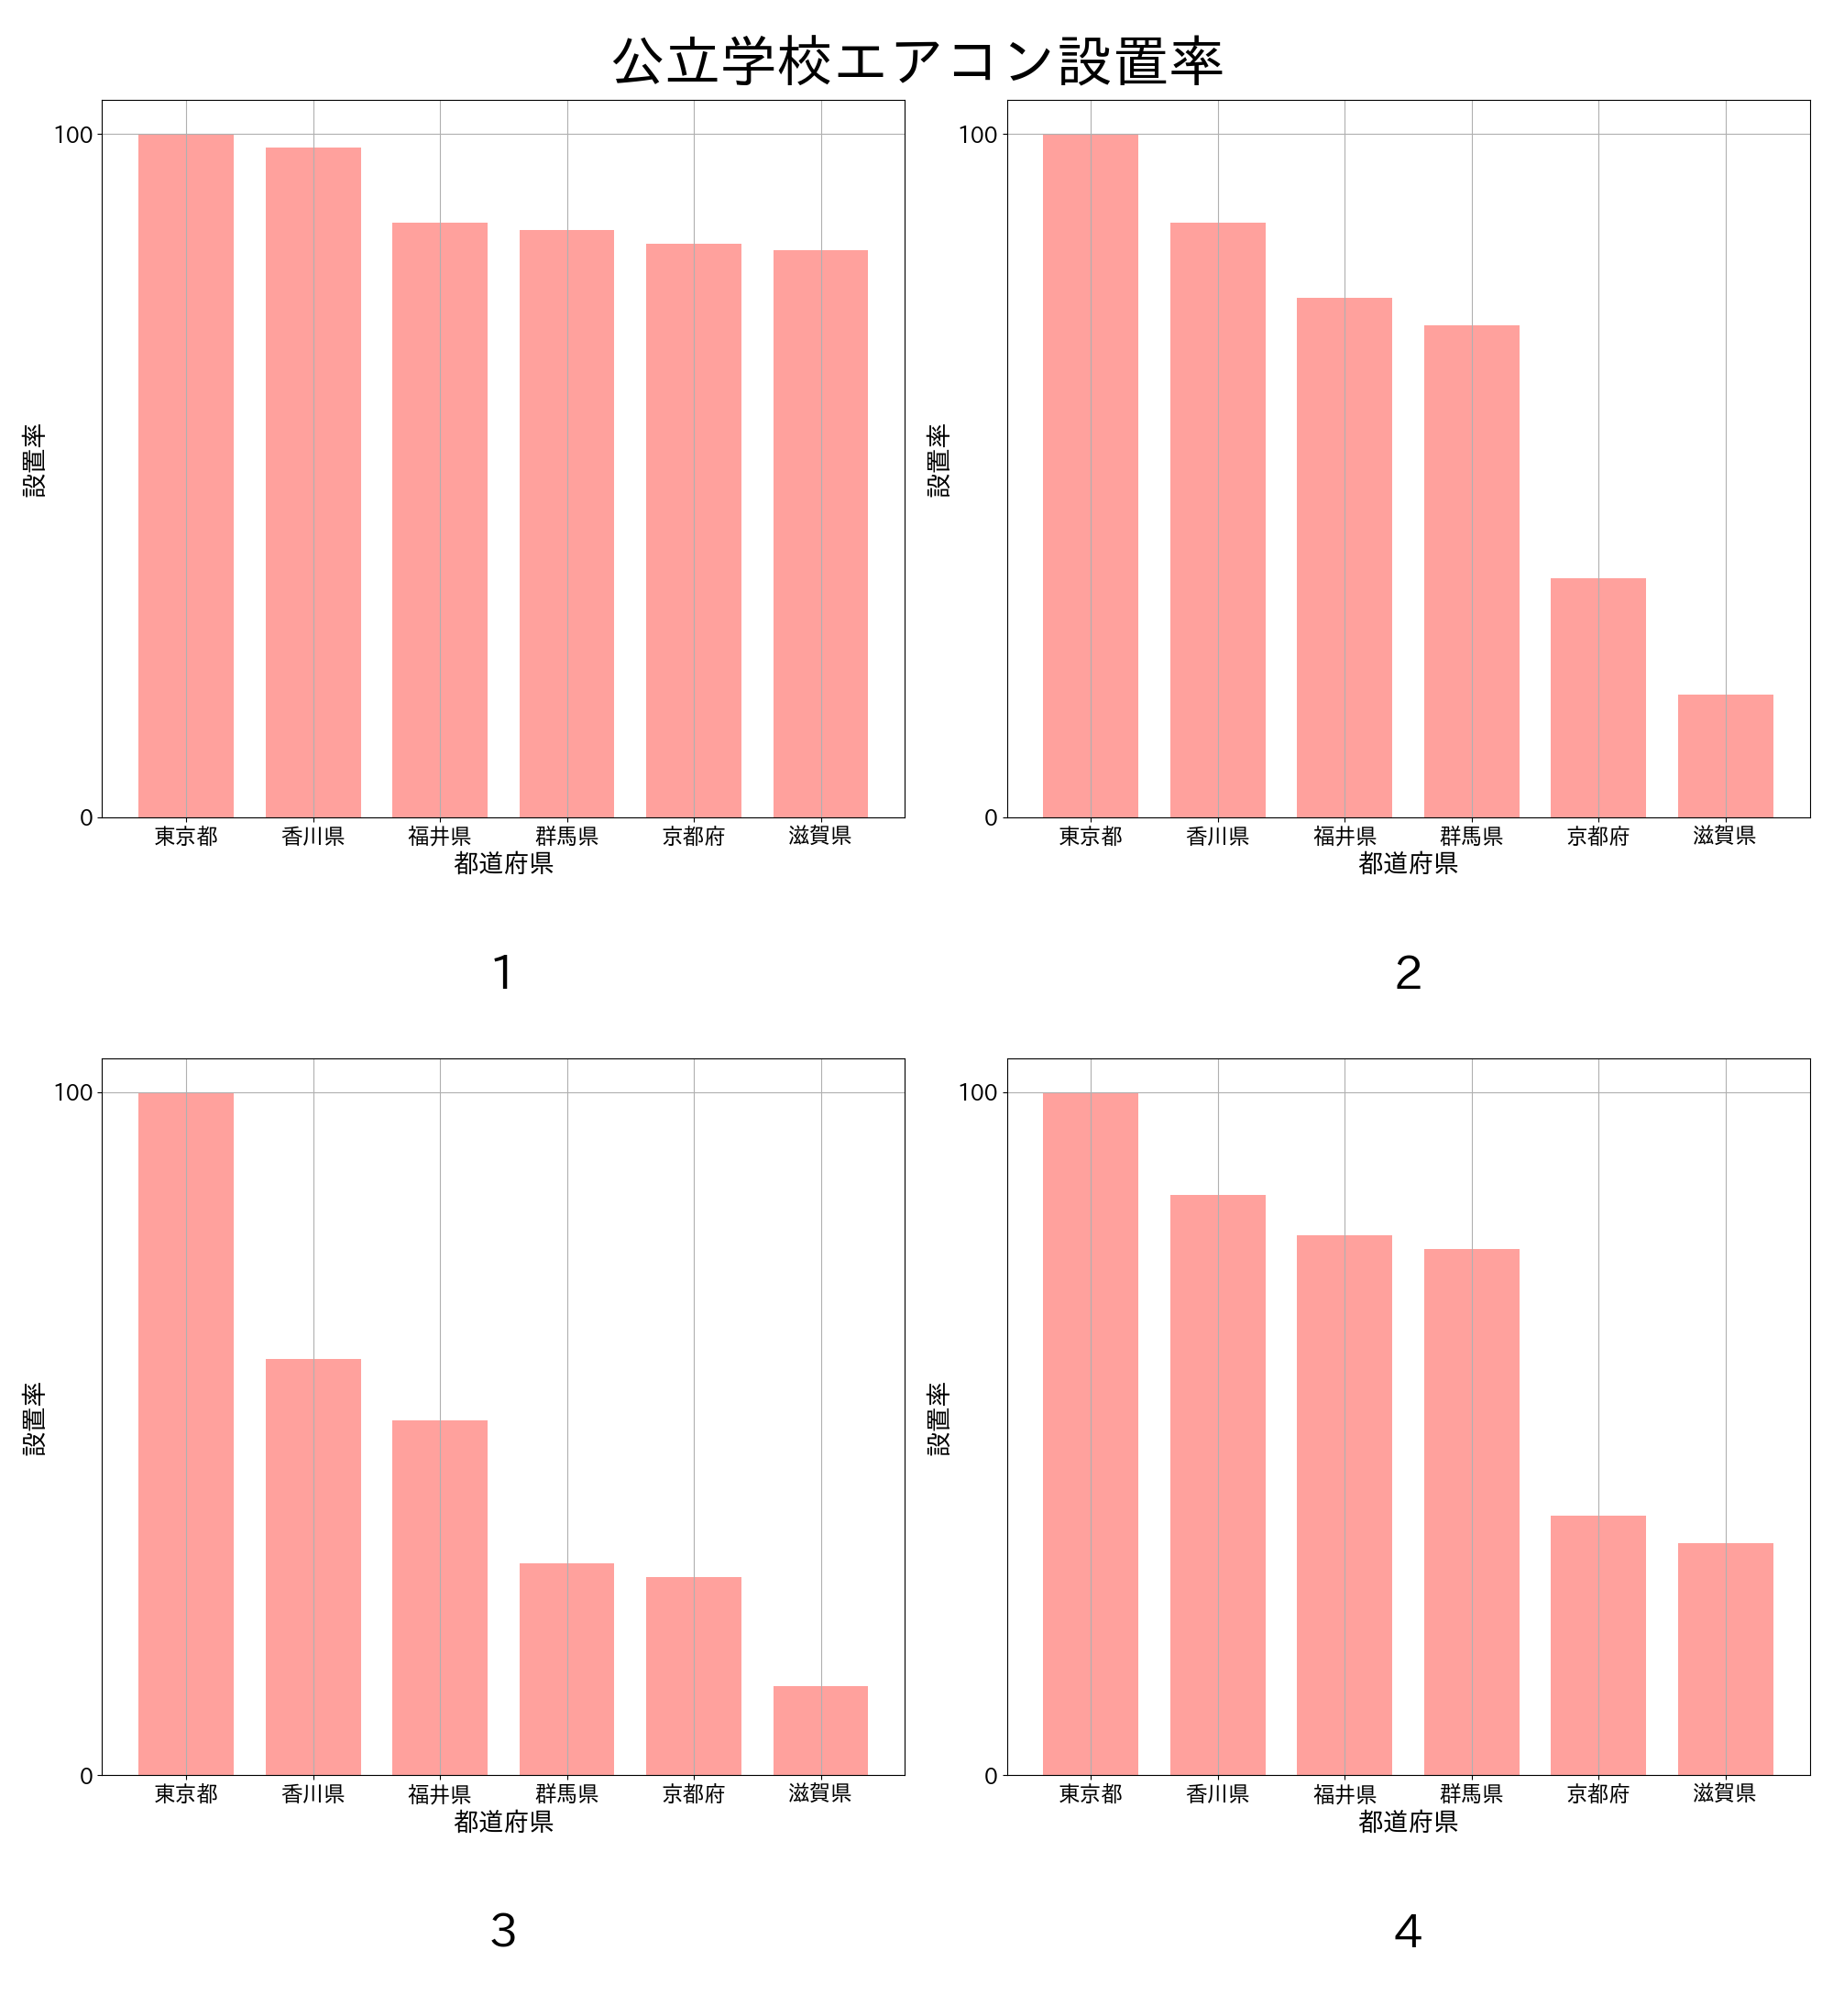 公立学校エアコン設置率
100
設置率
0
東京都 香川県 福井県 群馬県 京都府 滋賀県
都道府県
1
100
設置率
0
東京都 香川県 福井県 群馬県 京都府 滋賀県
都道府県
2
100
設置率
0
東京都 香川県 福井県 群馬県 京都府 滋賀県
都道府県
3
100
設置率
0
東京都 香川県 福井県 群馬県 京都府 滋賀県
都道府県
4